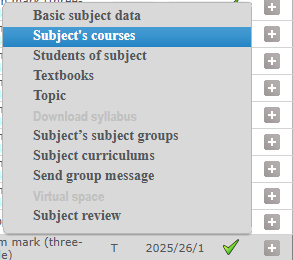 Basic subject data
Subject's courses
Students of subject
Textbooks
Topic
Download syllabus
Subject’s subject groups
Subject curriculums
Send group message
Virtual space
Subject review
mark (three-
T
2025/26/1